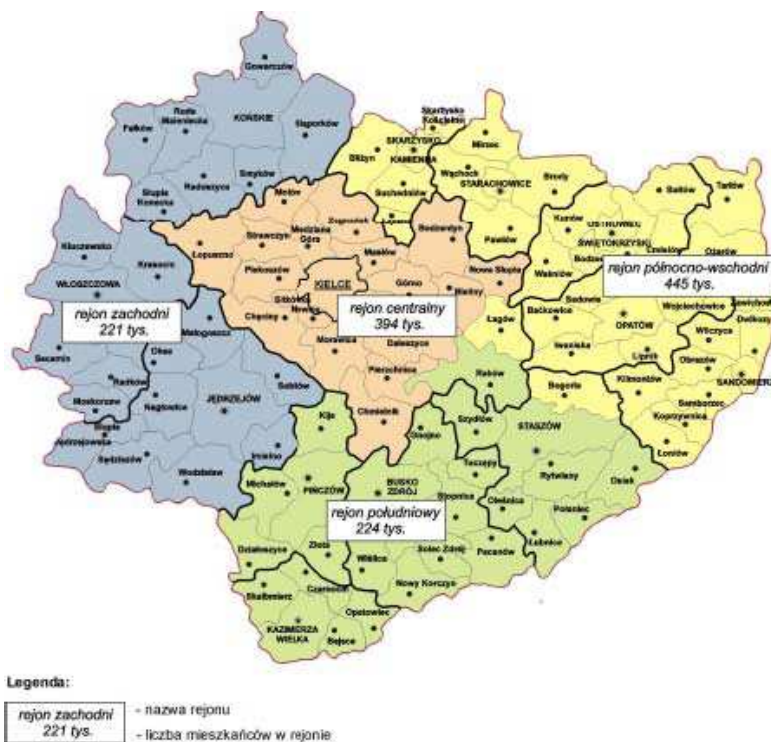 Gowarczów
Ruda
Maleniecka
KOŃSKIE
Fałków
Stąporków
Skarżysko
Kościelne
SKARŻYSKO
KAMIENNA
Bliżyn
Mirzec
Wąchock
STARACHOWICE
Brody
Radoszyce
Smyków
Suchedniów
Słupia
Konecka
Mniów
Łączna
Bodzentyn
Pawłów
Kunów
OSTROWIEC
ŚWIĘTOKRZYSKI
Bałtów
Tarłów
Ożarów
Kluczewsko
Krasocin
Łopuszno
Strawczyn
Miedziana
Góra
Zagnańsk
Masłów
Nowa Słupia
Waśniów
WŁOSZCZOWA
Piekoszów
KIELCE
Górno
Bieliny
rejon północno-wschodni
445 tys.
rejon zachodni
221 tys.
rejon centralny
394 tys.
Sitkówka
Nowiny
Chęciny
Małogoszcz
Łagów
Baćkowice
Sadowie
Wojciechowice
OPATÓW
Dwikozy
Wilczyce
Secemin
Oksa
Morawica
Daleszyce
Iwaniska
Lipnik
Obrazów
SANDOMIERZ
Radków
Sobków
Pierzchnica
Raków
Bogoria
Klimontów
Samborzec
Moskorzew
Nagłowice
JĘDRZEJÓW
Koprzywnica
Słupia
Jędrzejowska
Kije
Chmielnik
Gnojno
Szydłów
STASZÓW
Łoniów
Sędziszów
Imielno
Tuczępy
Rytwiany
Osiek
Wodzisław
Michałów
PIŃCZÓW
BUSKO
ZDRÓJ
Stopnica
Oleśnica
Połaniec
rejon południowy
224 tys.
Łubnice
Działoszyce
Złota
Wiślica
Solec Zdrój
Pacanów
Skalbmierz
Czarnocin
Nowy Korczyn
Opatowiec
KAZIMIERZA
WIELKA
Bejsce
Legenda:
rejon zachodni
221 tys.
- nazwa rejonu
- liczba mieszkańców w rejonie